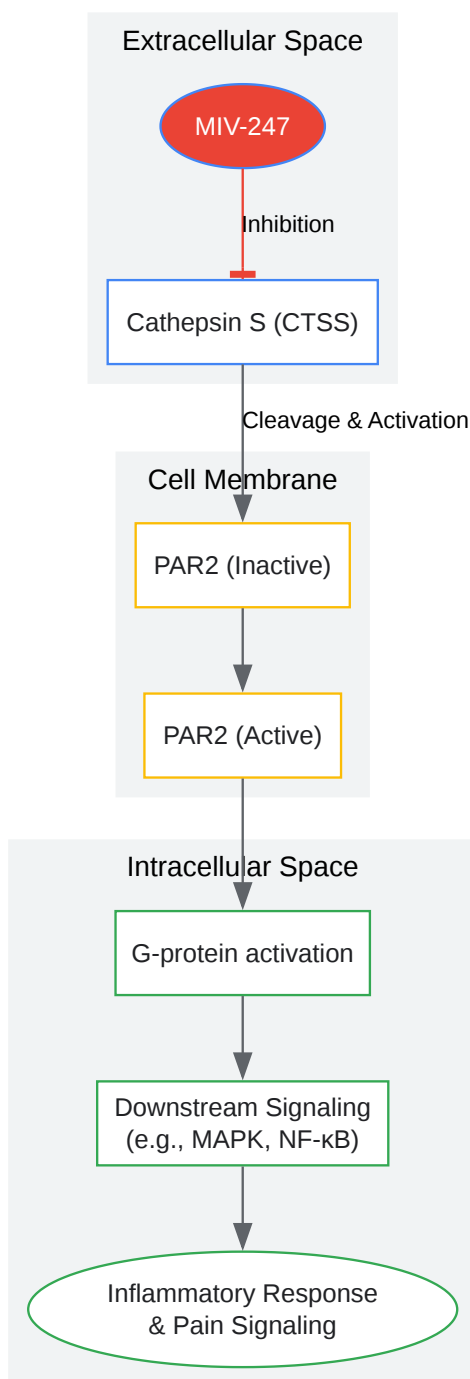 Extracellular Space
MIV-247
Inhibition
Cathepsin S (CTSS)
Cleavage & Activation
Cell Membrane
PAR2 (Inactive)
PAR2 (Active)
Intracellular Space
G-protein activation
Downstream Signaling
(e.g., MAPK, NF-κB)
Inflammatory Response
& Pain Signaling